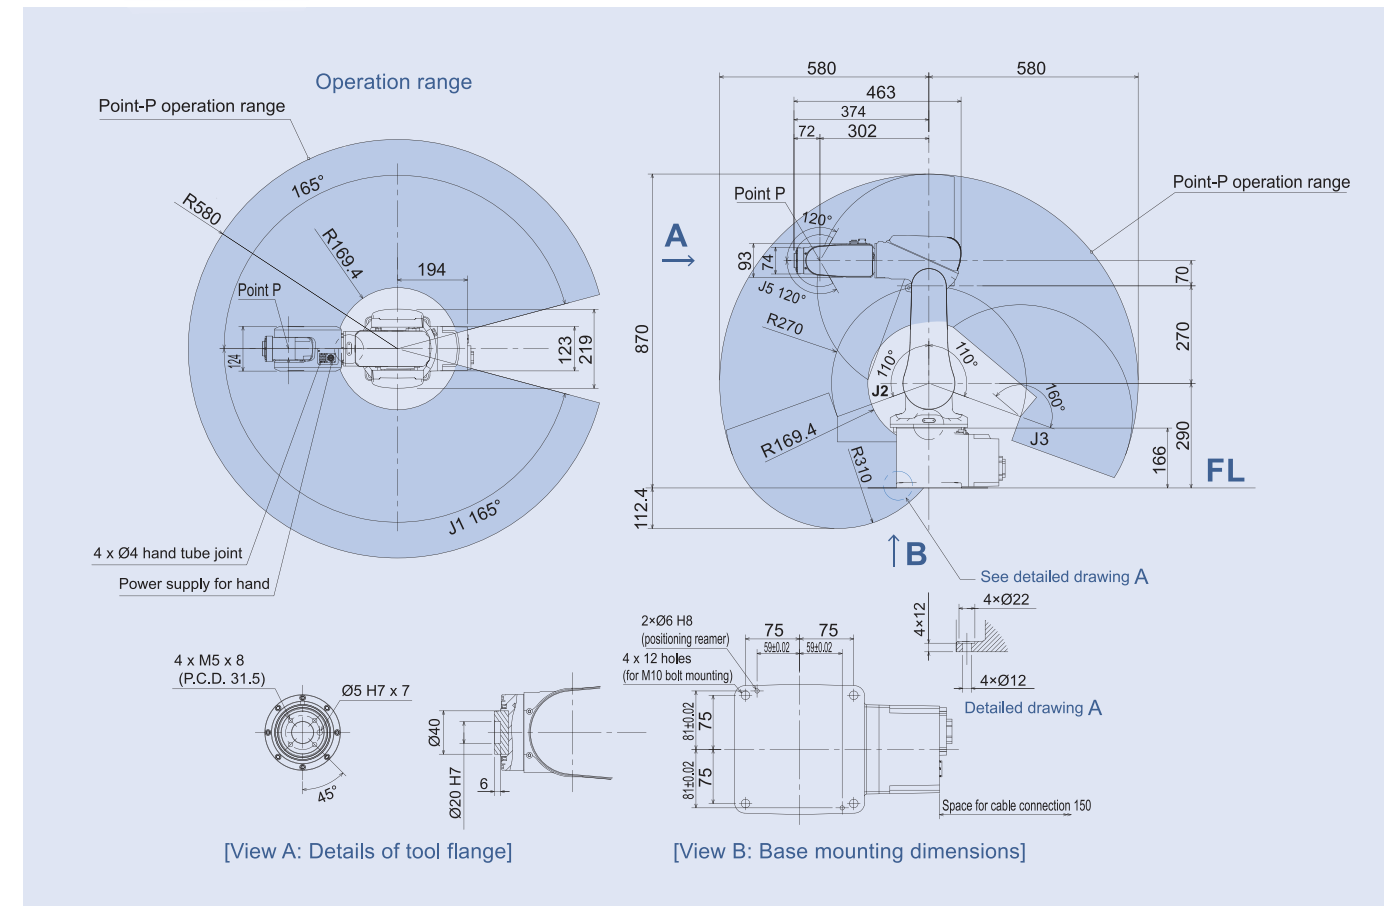 Operation range
Point-P operation range
165°
R580
R169.4
194
Point P
124
123
219
J1 165°
4 x Ø4 hand tube joint
Power supply for hand
580
580
463
374
72
302
Point P
Point-P operation range
120°
A
93
74
J5 120°
70
R270
870
270
110°
110°
J2
160°
R169.4
J3
290
166
R310
FL
112.4
B
See detailed drawing A
4×Ø22
4×12
4×Ø12
Detailed drawing A
4 x M5 x 8
(P.C.D. 31.5)
Ø5 H7 x 7
45°
Ø40
Ø20 H7
6
[View A: Details of tool flange]
2×Ø6 H8
(positioning reamer)
75
75
59±0.02
59±0.02
4 x 12 holes
(for M10 bolt mounting)
81±0.02
75
81±0.02
75
Space for cable connection 150
[View B: Base mounting dimensions]